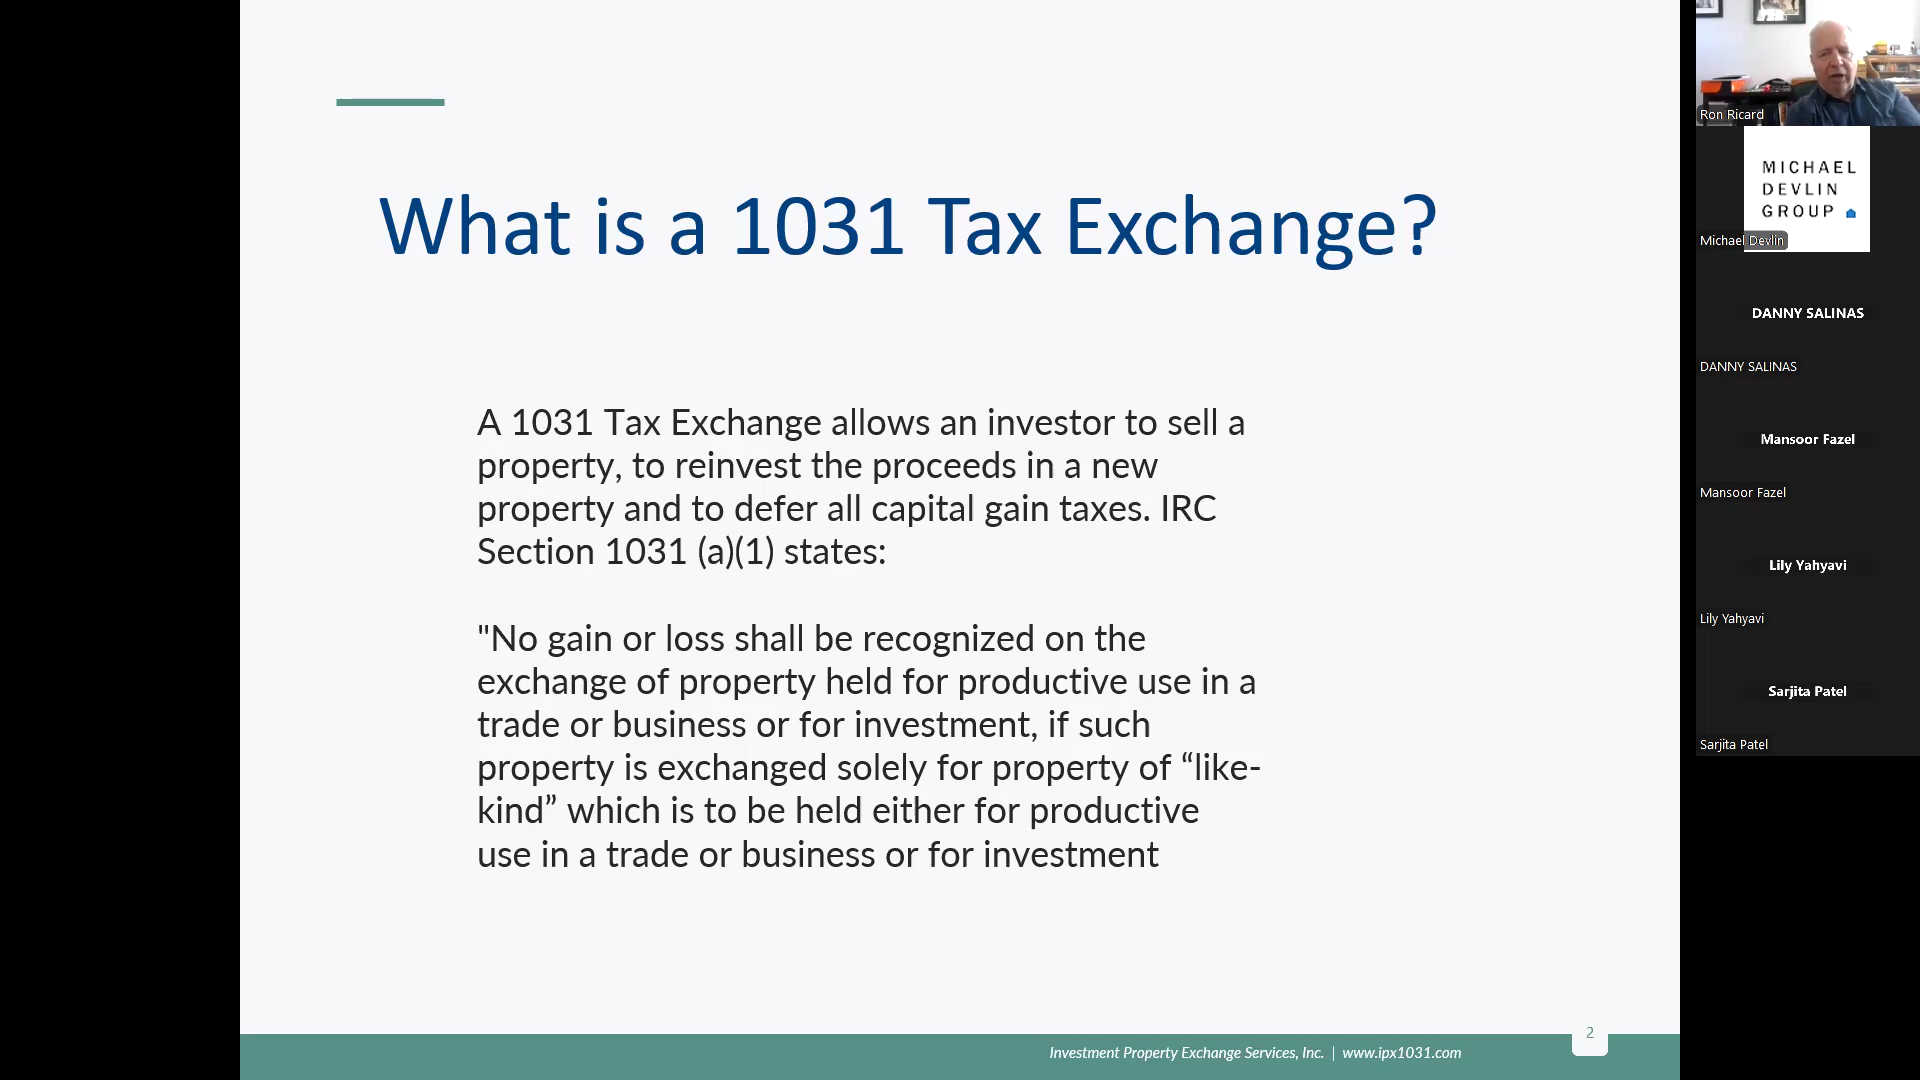 What is a 1031 Tax Exchange?
A 1031 Tax Exchange allows an investor to sell a
property, to reinvest the proceeds in a new
property and to defer all capital gain taxes. IRC
Section 1031 (a)(1) states:
"No gain or loss shall be recognized on the
exchange of property held for productive use in a
trade or business or for investment, if such
property is exchanged solely for property of “like-
kind” which is to be held either for productive
use in a trade or business or for investment
Investment Property Exchange Services, Inc. | www.ipx1031.com
2
Ron Ricard
MICHAEL
DEVLIN
GROUP
Michael Devlin
DANNY SALINAS
DANNY SALINAS
Mansoor Fazel
Mansoor Fazel
Lily Yahyavi
Lily Yahyavi
Sarjita Patel
Sarjita Patel